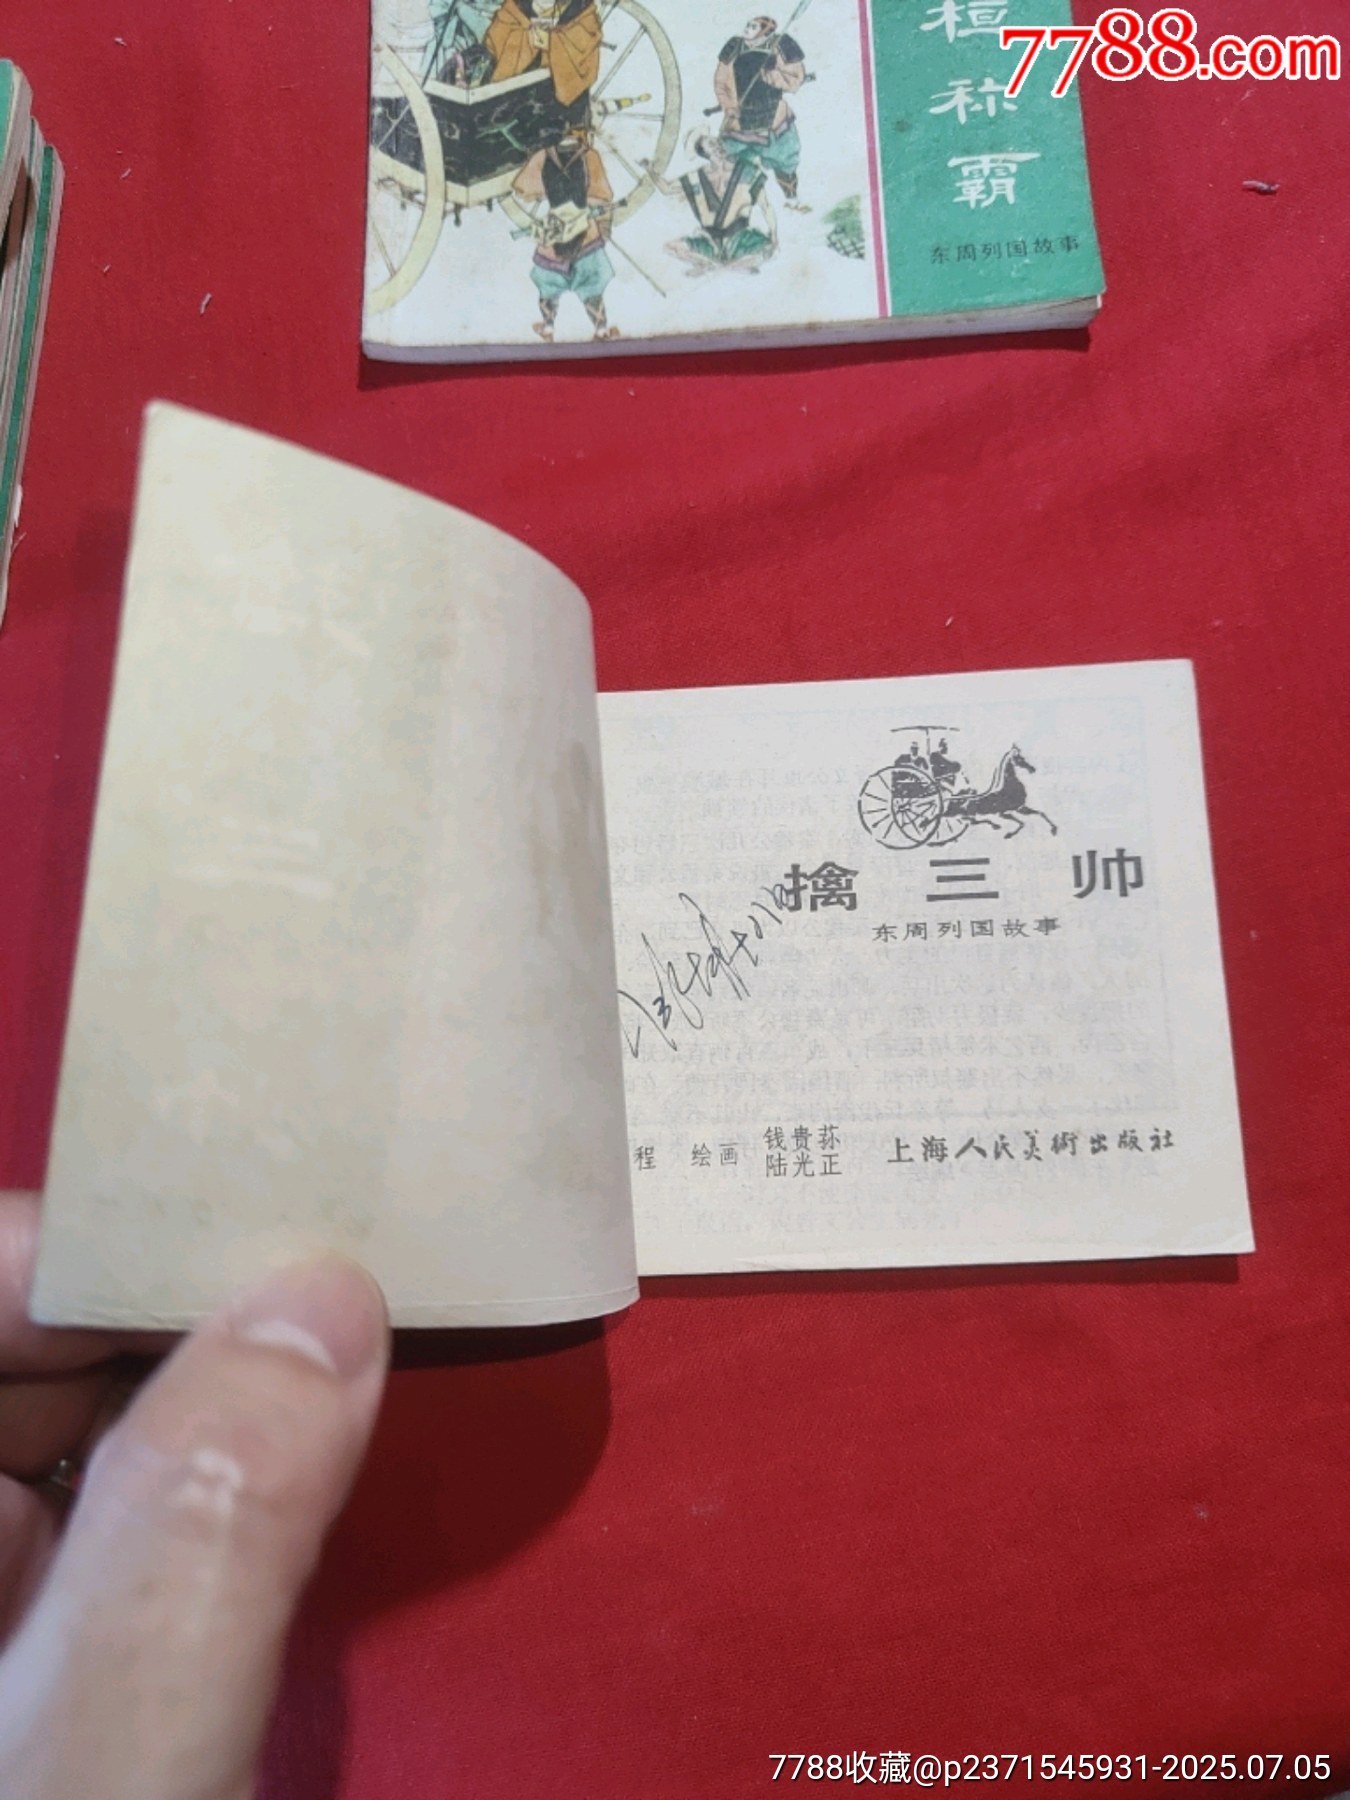 7788.com
桓称霸
东周列国故事
擒三帅
东周列国故事
程 绘画 钱贵荪 陆光正 上海人民美術出版社
7788收藏@p2371545931-2025.07.05